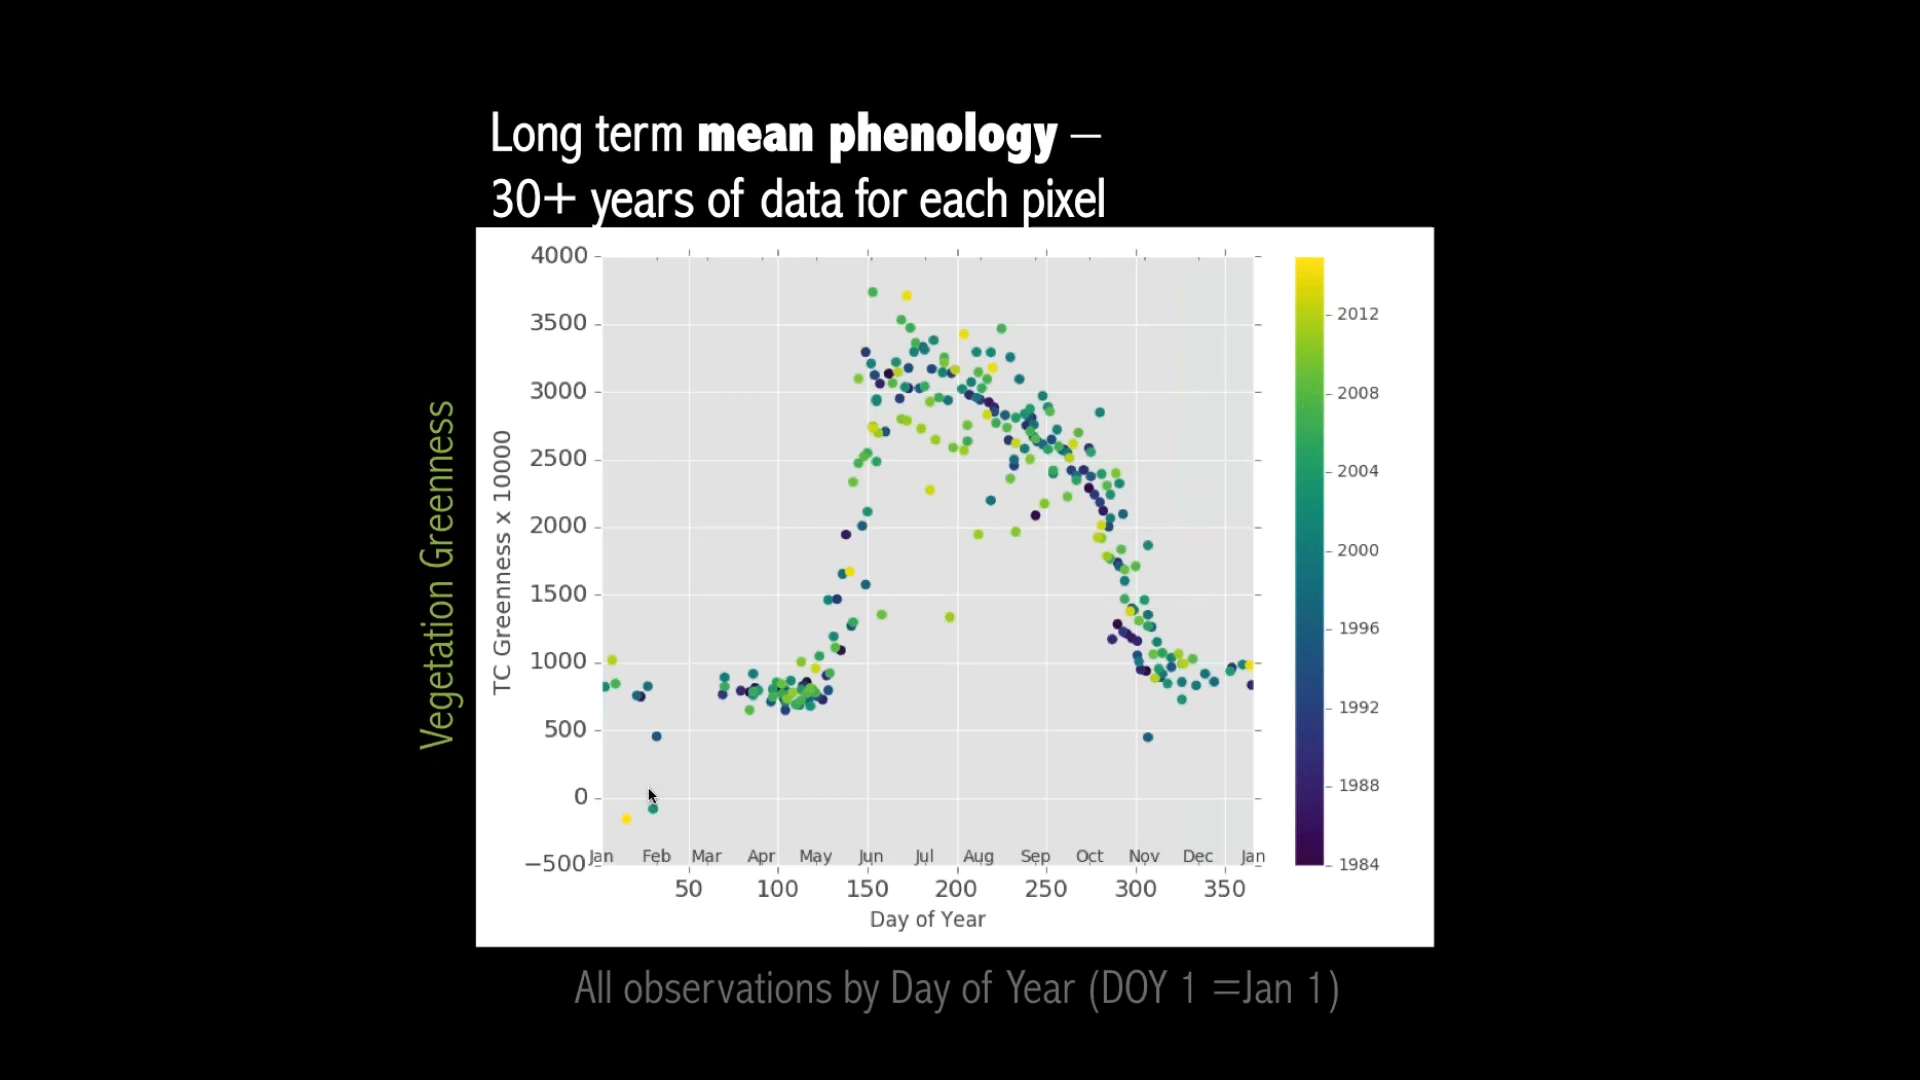 Long term mean phenology –
30+ years of data for each pixel
Vegetation Greenness
TC Greenness x 10000
4000
3500
3000
2500
2000
1500
1000
500
0
−500
Jan Feb Mar Apr May Jun Jul Aug Sep Oct Nov Dec Jan
50 100 150 200 250 300 350
Day of Year
2012
2008
2004
2000
1996
1992
1988
1984
All observations by Day of Year (DOY 1 =Jan 1)